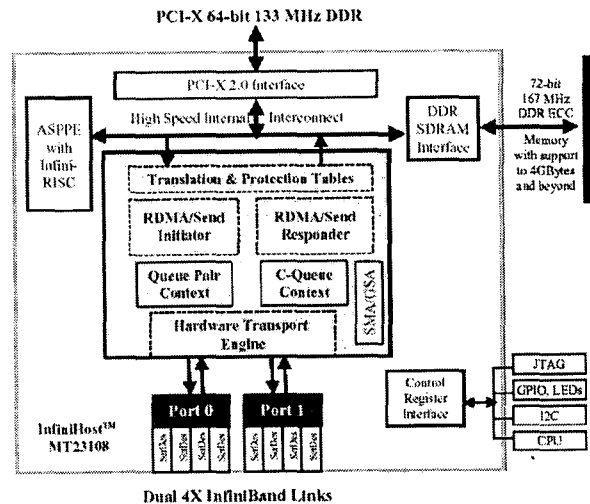 PCI-X 64-bit 133 MHz DDR
PCI-X 2.0 Interface
High Speed Internal Interconnect
ASPPE
with
Infini-
RISC
DDR
SDRAM
Interface
72-bit
167 MHz
DDR ECC
Memory
with support
to 4GBytes
and beyond
Translation & Protection Tables
RDMA/Send
Initiator
RDMA/Send
Responder
Queue Pair
Context
C-Queue
Context
SMA/GSA
Hardware Transport
Engine
Port 0
Port 1
SerDes
SerDes
SerDes
SerDes
SerDes
SerDes
SerDes
SerDes
InfiniHost™
MT23108
Control
Register
Interface
JTAG
GPIO, LEDs
I2C
CPU
Dual 4X InfiniBand Links